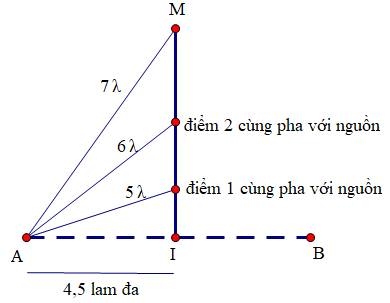 M
7λ
điểm 2 cùng pha với nguồn
6λ
điểm 1 cùng pha với nguồn
5λ
A
I
B
4,5 lam đa